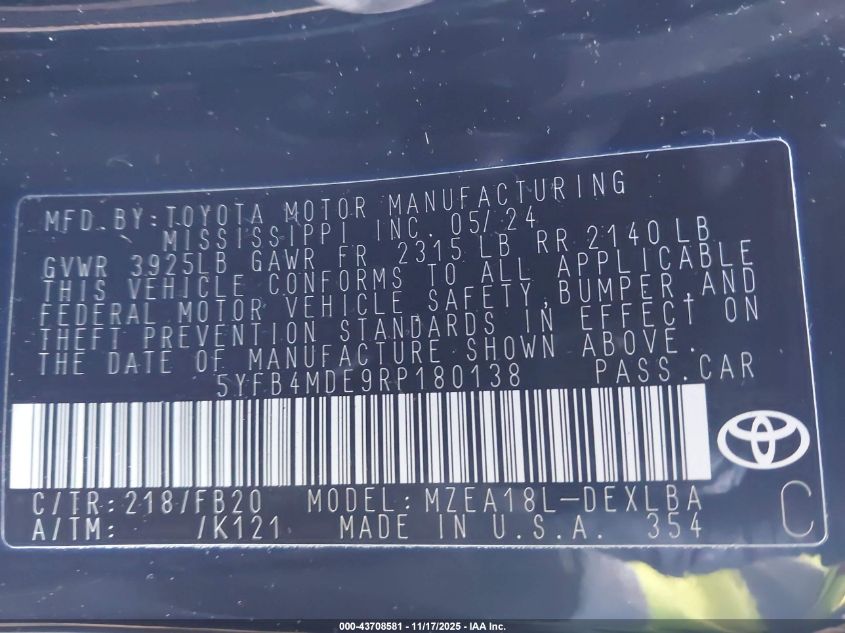 MFD.BY:TOYOTA MOTOR MANUFACTURING
MISSISSIPPI INC. 05/24
GVWR 3925LB GAWR FR 2315LB RR 2140LB
THIS VEHICLE CONFORMS TO ALL APPLICABLE
FEDERAL MOTOR VEHICLE SAFETY,BUMPER,AND
THEFT PREVENTION STANDARDS IN EFFECT ON
THE DATE OF MANUFACTURE SHOWN ABOVE.
5YFB4MDE9RP180138 PASS.CAR
C/TR:218/FB20 MODEL:MZEA18L-DEXLBA
A/TM: /K121 MADE IN U.S.A. 354
C
000-43708581 - 11/17/2025 - IAA Inc.